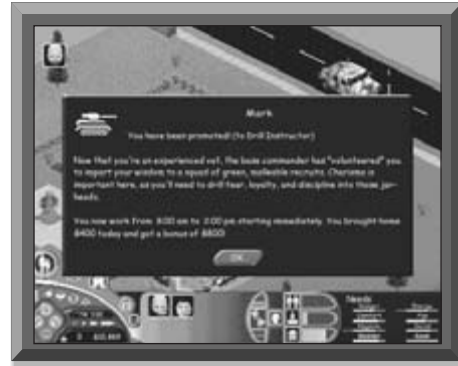 Mark
You have been promoted! (to Drill Instructor)
Now that you're an experienced vet, the base commander has "volunteered" you
to impart your wisdom to a squad of green, malleable recruits. Charisma is
important here, as you'll need to drill fear, loyalty, and discipline into those jar-
heads.
You now work from 8:00 am to 2:00 pm starting immediately. You brought home
$400 today and got a bonus of $800!
OK
Needs